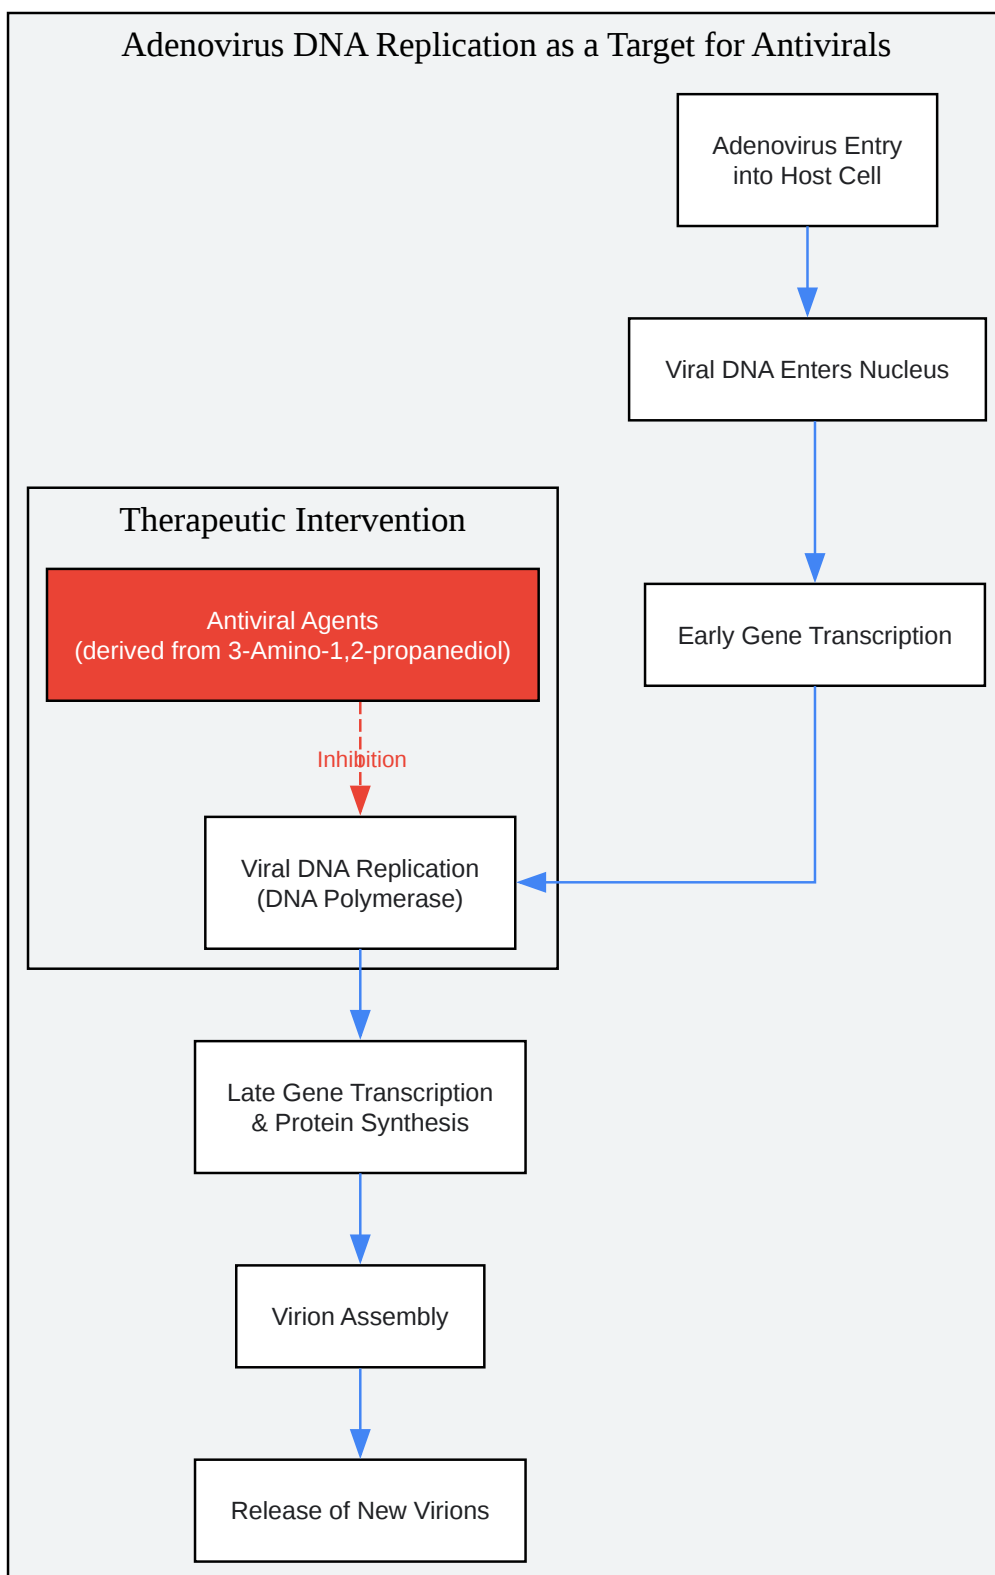 Adenovirus DNA Replication as a Target for Antivirals
Adenovirus Entry
into Host Cell
Viral DNA Enters Nucleus
Early Gene Transcription
Therapeutic Intervention
Antiviral Agents
(derived from 3-Amino-1,2-propanediol)
Inhibition
Viral DNA Replication
(DNA Polymerase)
Late Gene Transcription
& Protein Synthesis
Virion Assembly
Release of New Virions